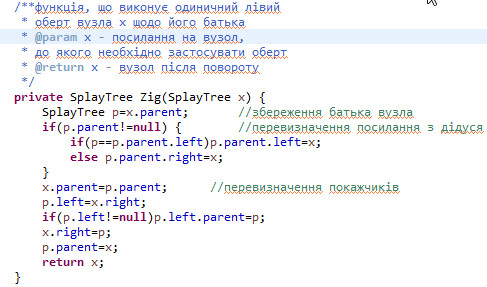 /**функція, що виконує одиничний лівий
* оберт вузла x щодо його батька
* @param x - посилання на вузол,
* до якого необхідно застосувати оберт
* @return x - вузол після повороту
*/
private SplayTree Zig(SplayTree x) {
SplayTree p=x.parent; //збереження батька вузла
if(p.parent!=null) { //перевизначення посилання з дідуся
if(p==p.parent.left)p.parent.left=x;
else p.parent.right=x;
}
x.parent=p.parent; //перевизначення покажчиків
p.left=x.right;
if(p.left!=null)p.left.parent=p;
x.right=p;
p.parent=x;
return x;
}